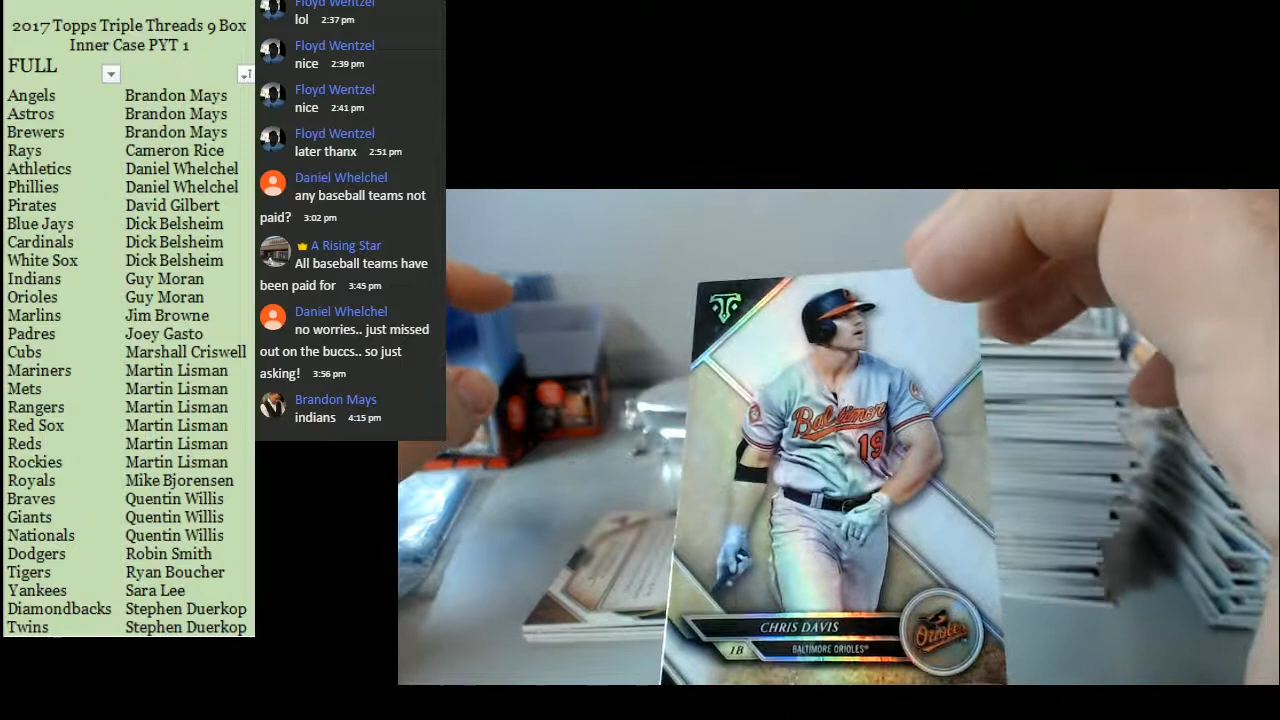 2017 Topps Triple Threads 9 Box
Inner Case PYT 1
FULL
Angels Brandon Mays
Astros Brandon Mays
Brewers Brandon Mays
Rays Cameron Rice
Athletics Daniel Whelchel
Phillies Daniel Whelchel
Pirates David Gilbert
Blue Jays Dick Belsheim
Cardinals Dick Belsheim
White Sox Dick Belsheim
Indians Guy Moran
Orioles Guy Moran
Marlins Jim Browne
Padres Joey Gasto
Cubs Marshall Criswell
Mariners Martin Lisman
Mets Martin Lisman
Rangers Martin Lisman
Red Sox Martin Lisman
Reds Martin Lisman
Rockies Martin Lisman
Royals Mike Bjorensen
Braves Quentin Willis
Giants Quentin Willis
Nationals Quentin Willis
Dodgers Robin Smith
Tigers Ryan Boucher
Yankees Sara Lee
Diamondbacks Stephen Duerkop
Twins Stephen Duerkop
Floyd Wentzel
lol 2:37 pm
Floyd Wentzel
nice 2:39 pm
Floyd Wentzel
nice 2:41 pm
Floyd Wentzel
later thanx 2:51 pm
Daniel Whelchel
any baseball teams not
paid? 3:02 pm
A Rising Star
All baseball teams have
been paid for 3:45 pm
Daniel Whelchel
no worries.. just missed
out on the buccs.. so just
asking! 3:56 pm
Brandon Mays
indians 4:15 pm
Baltimore
19
CHRIS DAVIS
1B BALTIMORE ORIOLES®
Orioles